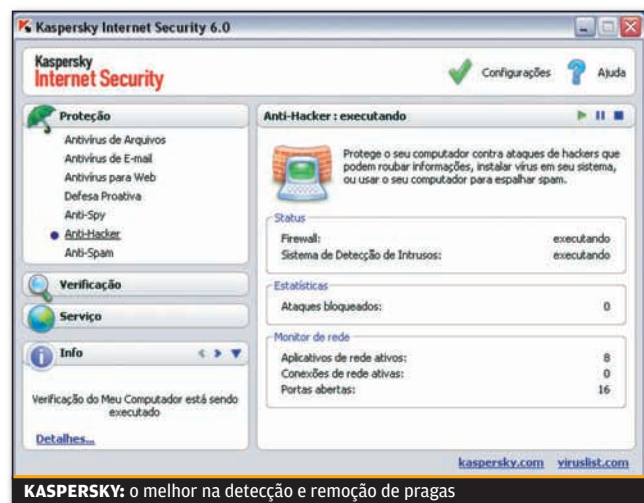 Kaspersky Internet Security 6.0
Kaspersky
Internet Security
Configurações
Ajuda
Proteção
Antivírus de Arquivos
Antivírus de E-mail
Antivírus para Web
Defesa Proativa
Anti-Spy
Anti-Hacker
Anti-Spam
Verificação
Serviço
Info
Verificação do Meu Computador está sendo
executado
Detalhes...
Anti-Hacker : executando
Protege o seu computador contra ataques de hackers que
podem roubar informações, instalar vírus em seu sistema,
ou usar o seu computador para espalhar spam.
Status
Firewall: executando
Sistema de Detecção de Intrusos: executando
Estatísticas
Ataques bloqueados: 0
Monitor de rede
Aplicativos de rede ativos: 8
Conexões de rede ativas: 0
Portas abertas: 16
kaspersky.com viruslist.com
KASPERSKY: o melhor na detecção e remoção de pragas